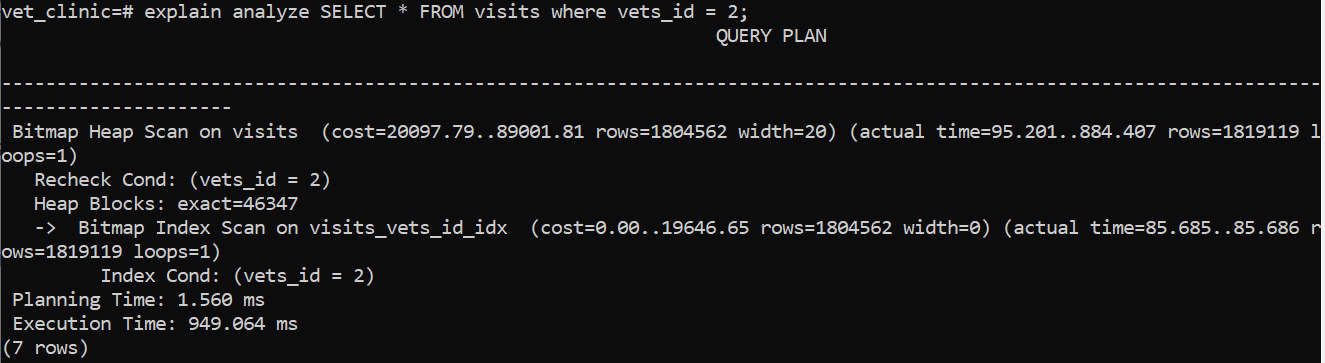 vet_clinic=# explain analyze SELECT * FROM visits where vets_id = 2;
QUERY PLAN
------------------------------------------------------------------------------------------------------------------------
---------------------
Bitmap Heap Scan on visits  (cost=20097.79..89001.81 rows=1804562 width=20) (actual time=95.201..884.407 rows=1819119 l
oops=1)
   Recheck Cond: (vets_id = 2)
   Heap Blocks: exact=46347
   ->  Bitmap Index Scan on visits_vets_id_idx  (cost=0.00..19646.65 rows=1804562 width=0) (actual time=85.685..85.686 r
ows=1819119 loops=1)
         Index Cond: (vets_id = 2)
 Planning Time: 1.560 ms
 Execution Time: 949.064 ms
(7 rows)